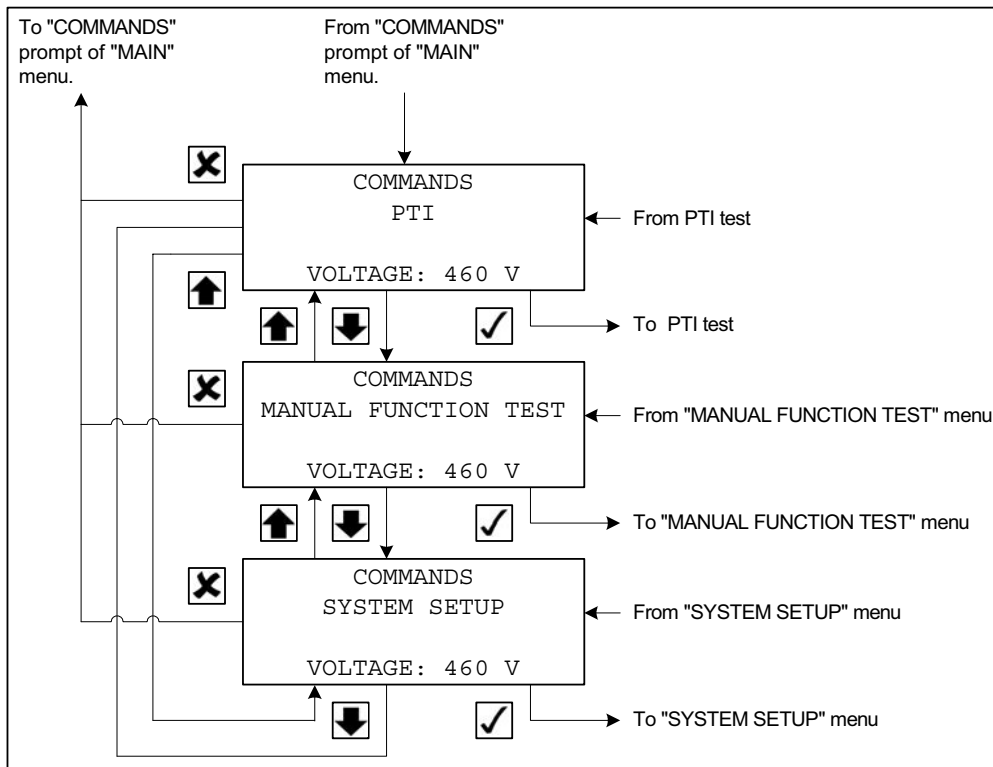 To "COMMANDS"
prompt of "MAIN"
menu.
From "COMMANDS"
prompt of "MAIN"
menu.
COMMANDS
PTI
VOLTAGE: 460 V
From PTI test
To PTI test
COMMANDS
MANUAL FUNCTION TEST
VOLTAGE: 460 V
From "MANUAL FUNCTION TEST" menu
To "MANUAL FUNCTION TEST" menu
COMMANDS
SYSTEM SETUP
VOLTAGE: 460 V
From "SYSTEM SETUP" menu
To "SYSTEM SETUP" menu